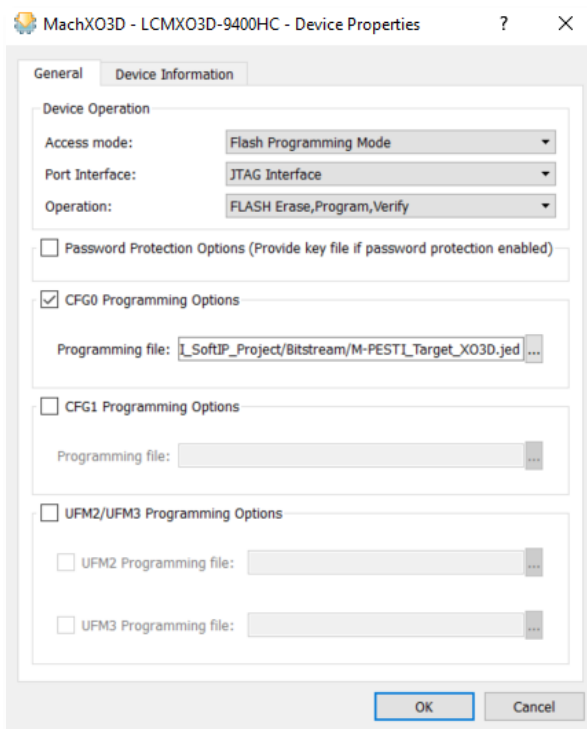 MachXO3D - LCMXO3D-9400HC - Device Properties ? ×
General Device Information
Device Operation
Access mode: Flash Programming Mode
Port Interface: JTAG Interface
Operation: FLASH Erase,Program,Verify
Password Protection Options (Provide key file if password protection enabled)
CFG0 Programming Options
Programming file: I_SoftIP_Project/Bitstream/M-PESTI_Target_XO3D.jed ...
CFG1 Programming Options
Programming file: ...
UFM2/UFM3 Programming Options
UFM2 Programming file: ...
UFM3 Programming file: ...
OK Cancel